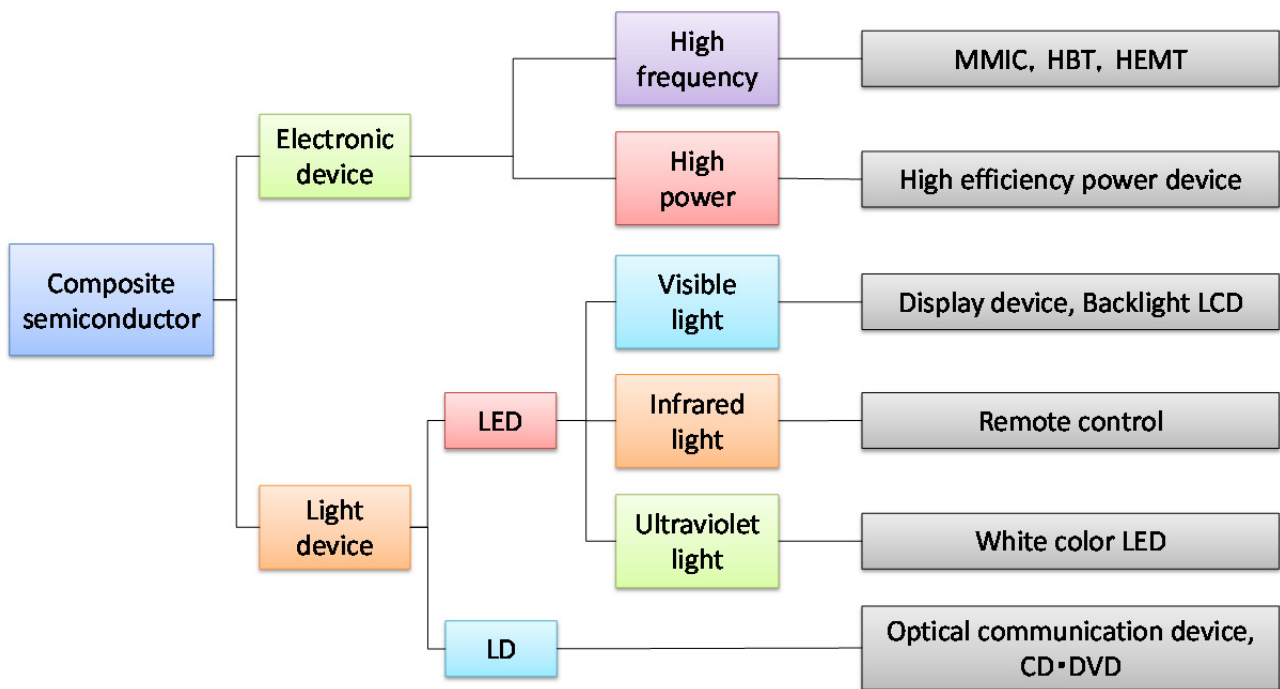 High
frequency
MMIC, HBT, HEMT
Electronic
device
High
power
High efficiency power device
Composite
semiconductor
Visible
light
Display device, Backlight LCD
LED
Infrared
light
Remote control
Light
device
Ultraviolet
light
White color LED
LD
Optical communication device,
CD・DVD